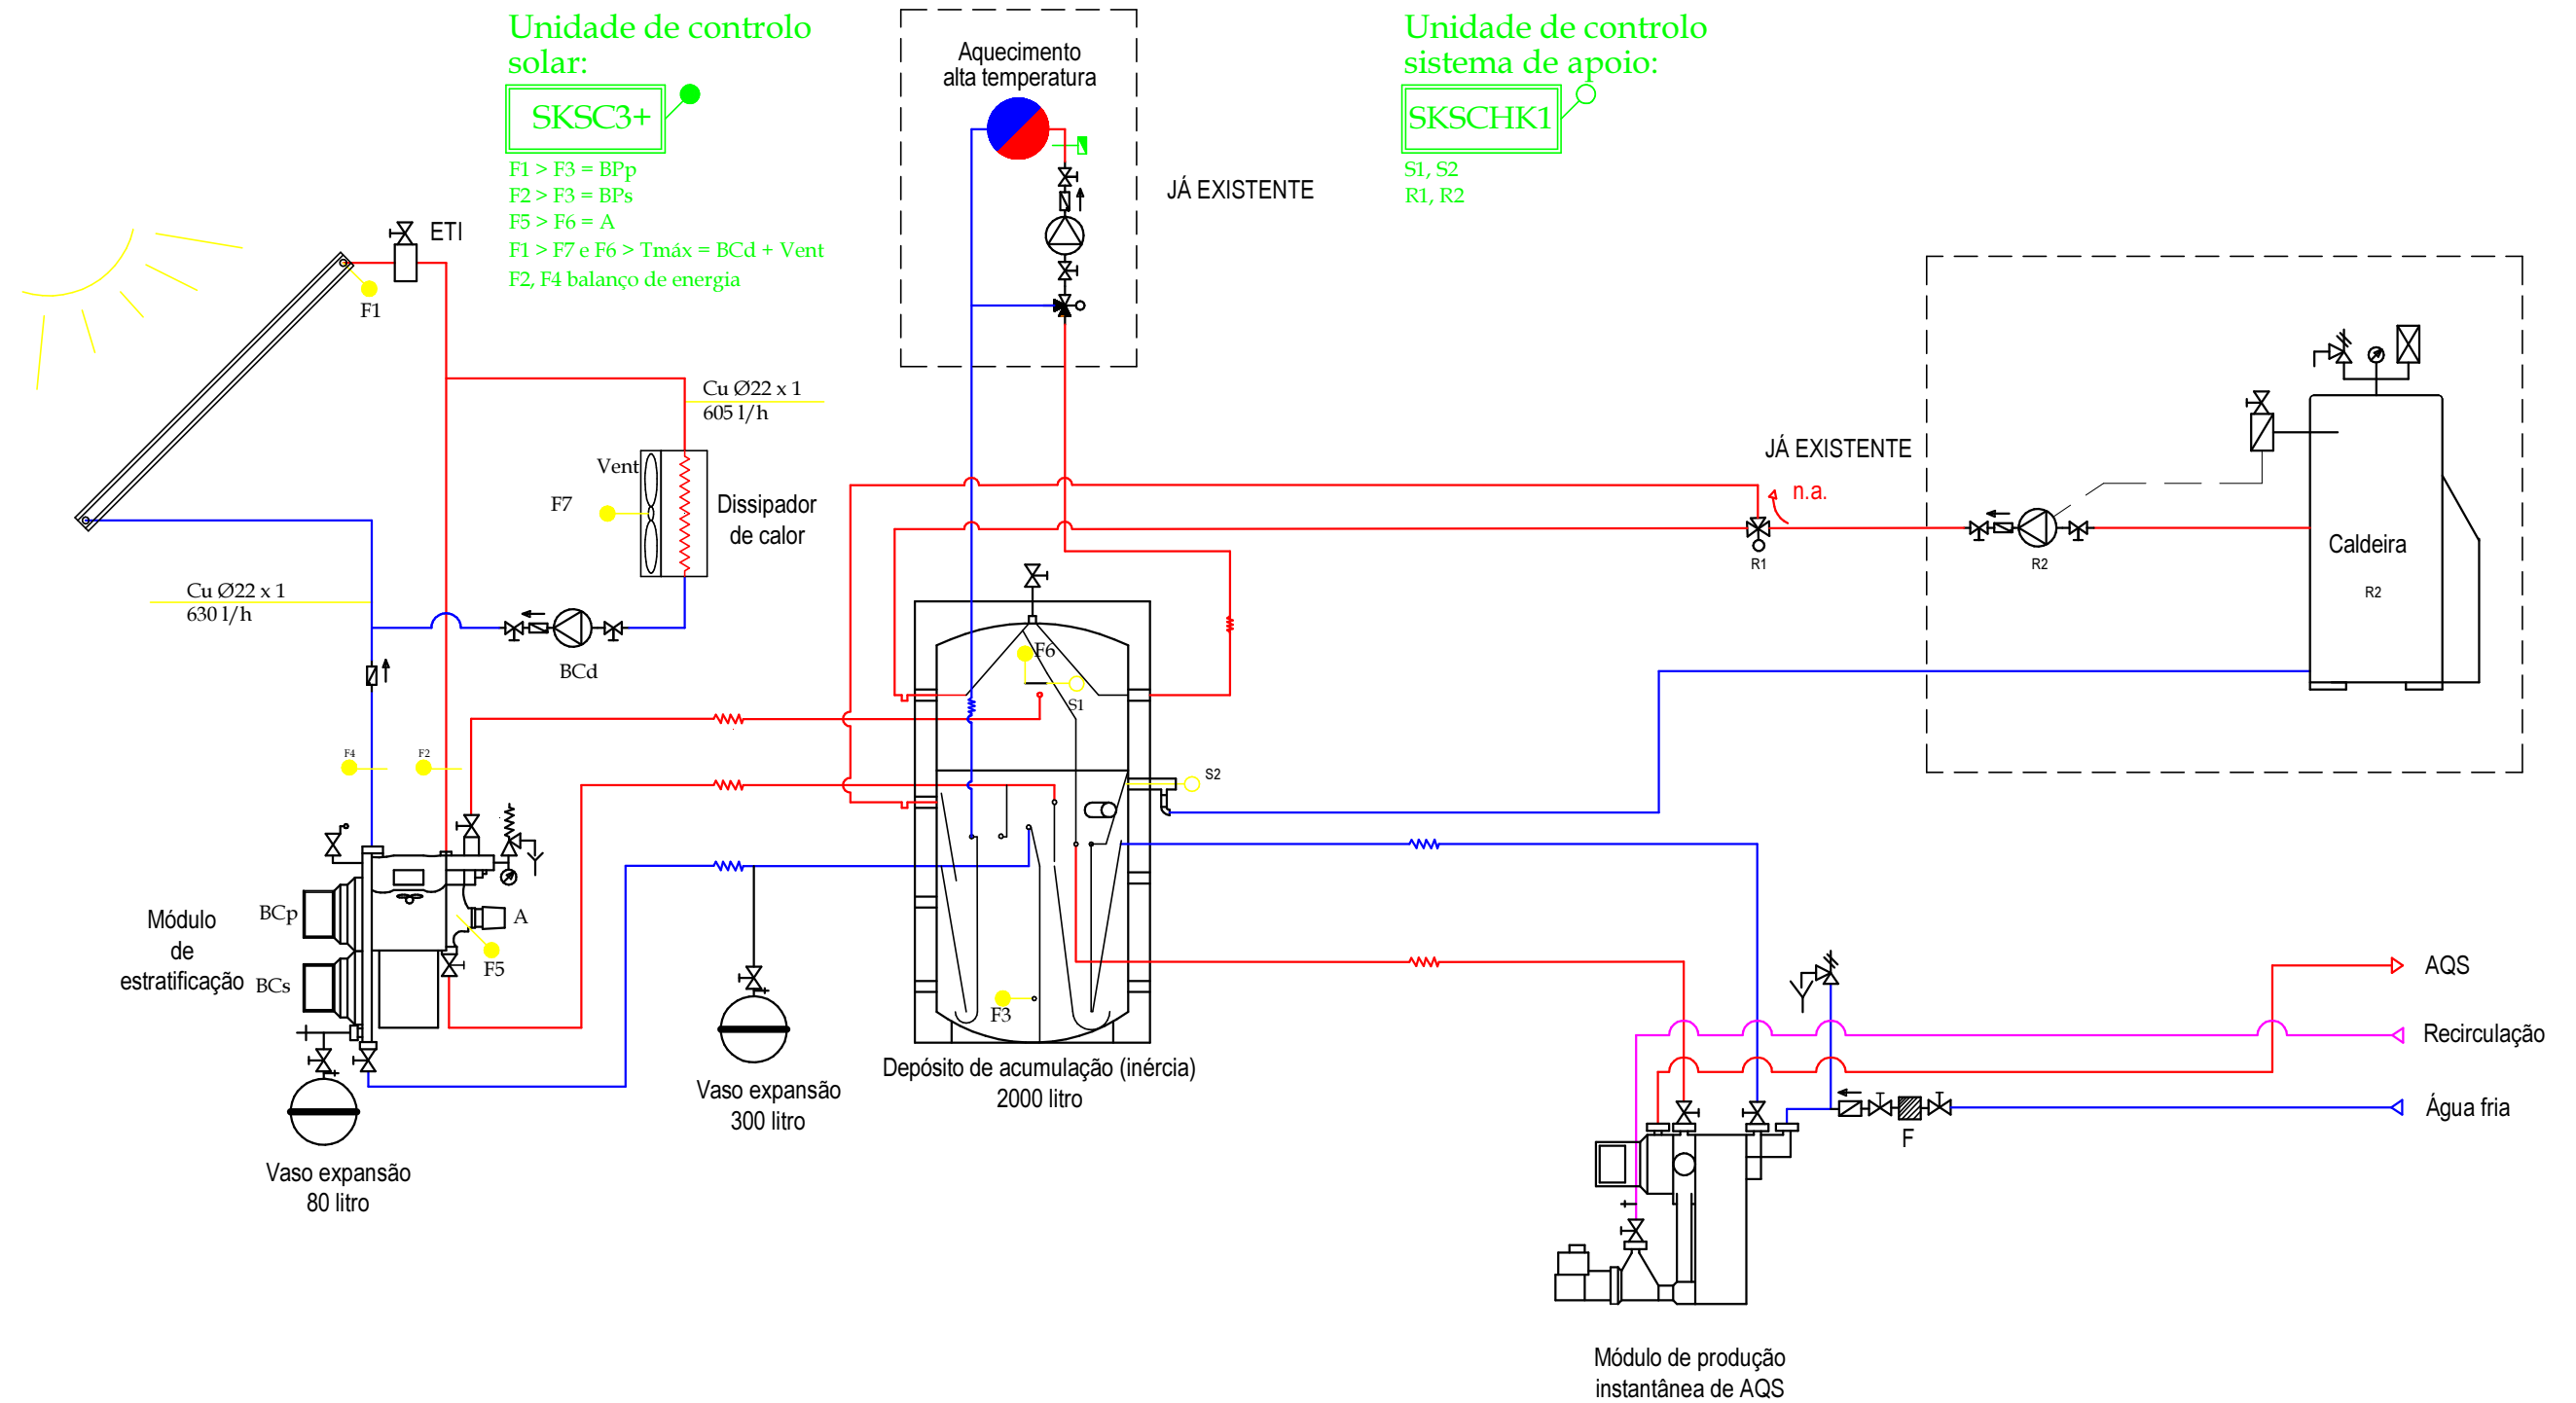 Unidade de controlo
solar:
SKSC3+
F1 > F3 = BPp
F2 > F3 = BPs
F5 > F6 = A
F1 > F7 e F6 > Tmáx = BCd + Vent
F2, F4 balanço de energia
Aquecimento
alta temperatura
JÁ EXISTENTE
Unidade de controlo
sistema de apoio:
SKSCHK1
S1, S2
R1, R2
ETI
F1
Cu Ø22 x 1
605 l/h
Vent
F7
Dissipador
de calor
Cu Ø22 x 1
630 l/h
BCd
JÁ EXISTENTE
n.a.
R1
R2
Caldeira
R2
F6
S1
S2
F4
F2
BCp
A
Módulo
de
estratificação
BCs
F5
F3
Vaso expansão
80 litro
Vaso expansão
300 litro
Depósito de acumulação (inércia)
2000 litro
AQS
Recirculação
Água fria
F
Módulo de produção
instantânea de AQS